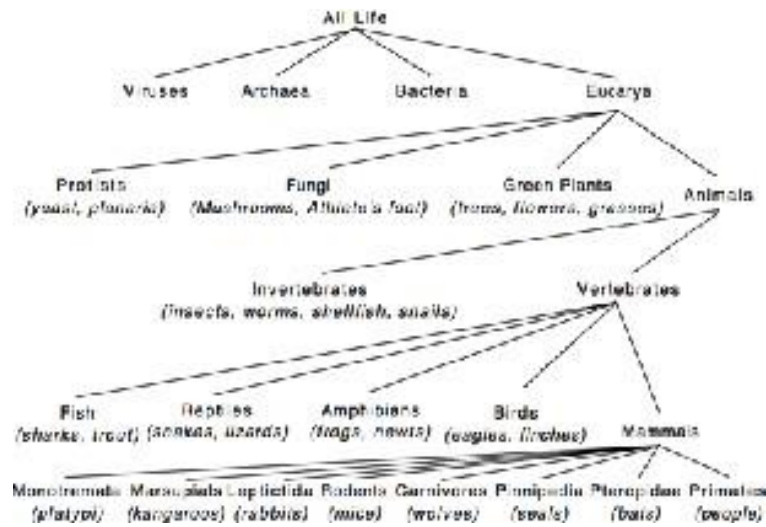 All Life
Viruses Archaea Bacteria Eucarya
Protists Fungi Green Plants Animals
(yeast, planaria) (Mushrooms, Athlete's foot) (trees, flowers, grasses)
Invertebrates Vertebrates
(insects, worms, shellfish, snails)
Fish Reptiles Amphibians Birds Mammals
(sharks, trout) (snakes, lizards) (frogs, newts) (eagles, finches)
Monotremata Marsupials Rodents Carnivores Pinnipedia Pteropidae Primates
(platypi) (kangaroos) (rabbits) (mice) (wolves) (seals) (bats) (people)